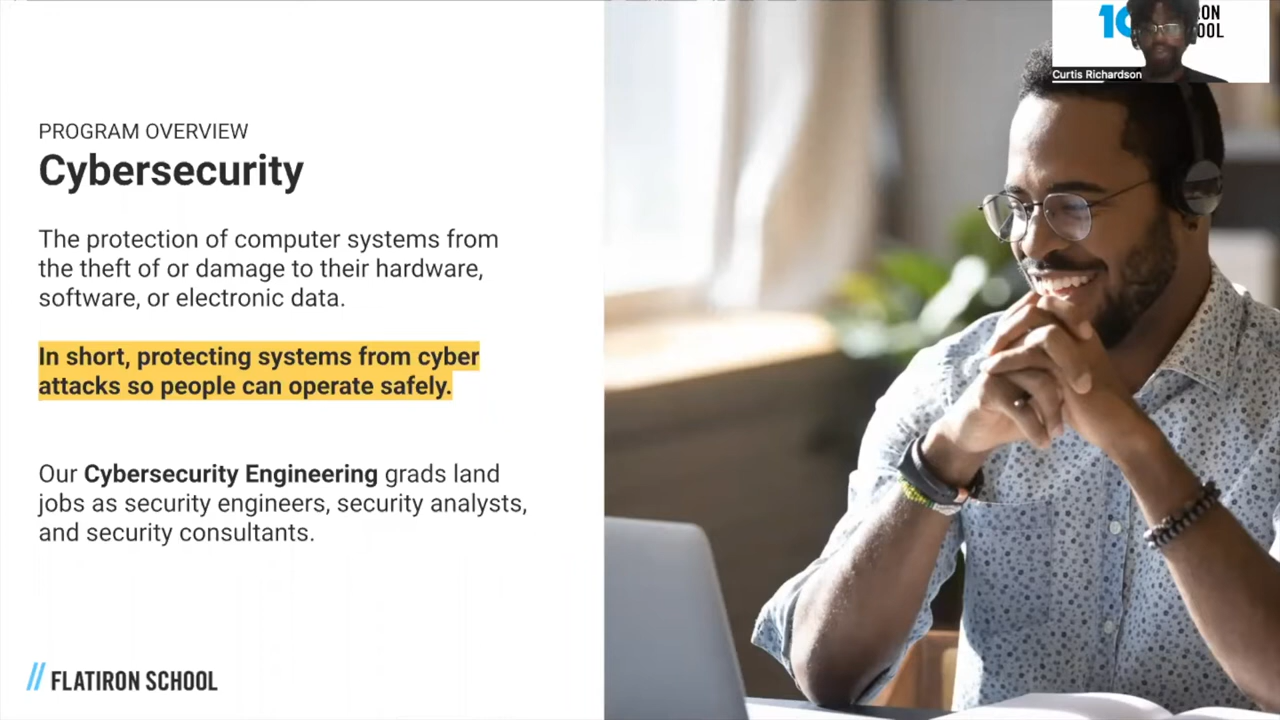 PROGRAM OVERVIEW
Cybersecurity
The protection of computer systems from
the theft of or damage to their hardware,
software, or electronic data.
In short, protecting systems from cyber
attacks so people can operate safely.
Our Cybersecurity Engineering grads land
jobs as security engineers, security analysts,
and security consultants.
// FLATIRON SCHOOL
Curtis Richardson